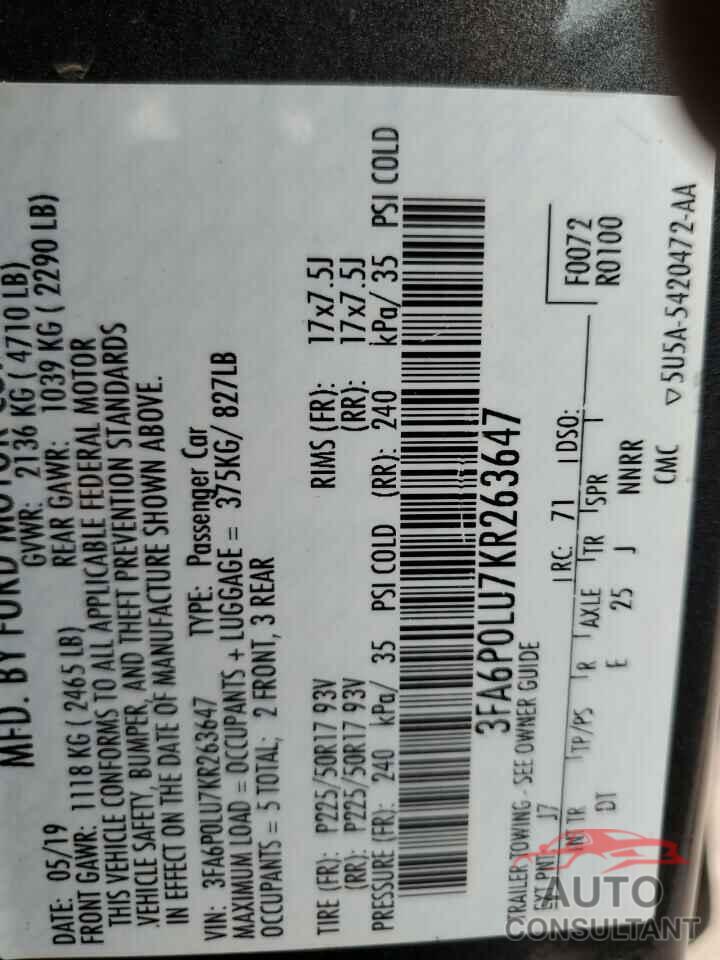 MFD. BY FORD MOTOR CO.
DATE: 05/19 GVWR: 2136 KG ( 4710 LB)
FRONT GAWR: 1118 KG ( 2465 LB) REAR GAWR: 1039 KG ( 2290 LB)
THIS VEHICLE CONFORMS TO ALL APPLICABLE FEDERAL MOTOR
VEHICLE SAFETY, BUMPER, AND THEFT PREVENTION STANDARDS
IN EFFECT ON THE DATE OF MANUFACTURE SHOWN ABOVE.
VIN: 3FA6P0LU7KR263647 TYPE: Passenger Car
MAXIMUM LOAD = OCCUPANTS + LUGGAGE = 375KG/ 827LB
OCCUPANTS = 5 TOTAL; 2 FRONT, 3 REAR
TIRE (FR): P225/50R17 93V RIMS (FR): 17x7.5J
(RR): P225/50R17 93V (RR): 17x7.5J
PRESSURE (FR): 240 kPa/ 35 PSI COLD (RR): 240 kPa/ 35 PSI COLD
3FA6P0LU7KR263647
TRAILER TOWING - SEE OWNER GUIDE
F0072
R0100
EXT PNT: J7 RC: 71 DSO:
INT TR TP/PS R AXLE TR SPR
DT E 25 J NNRR
CMC ▽5U5A-5420472-AA
AUTO
CONSULTANT